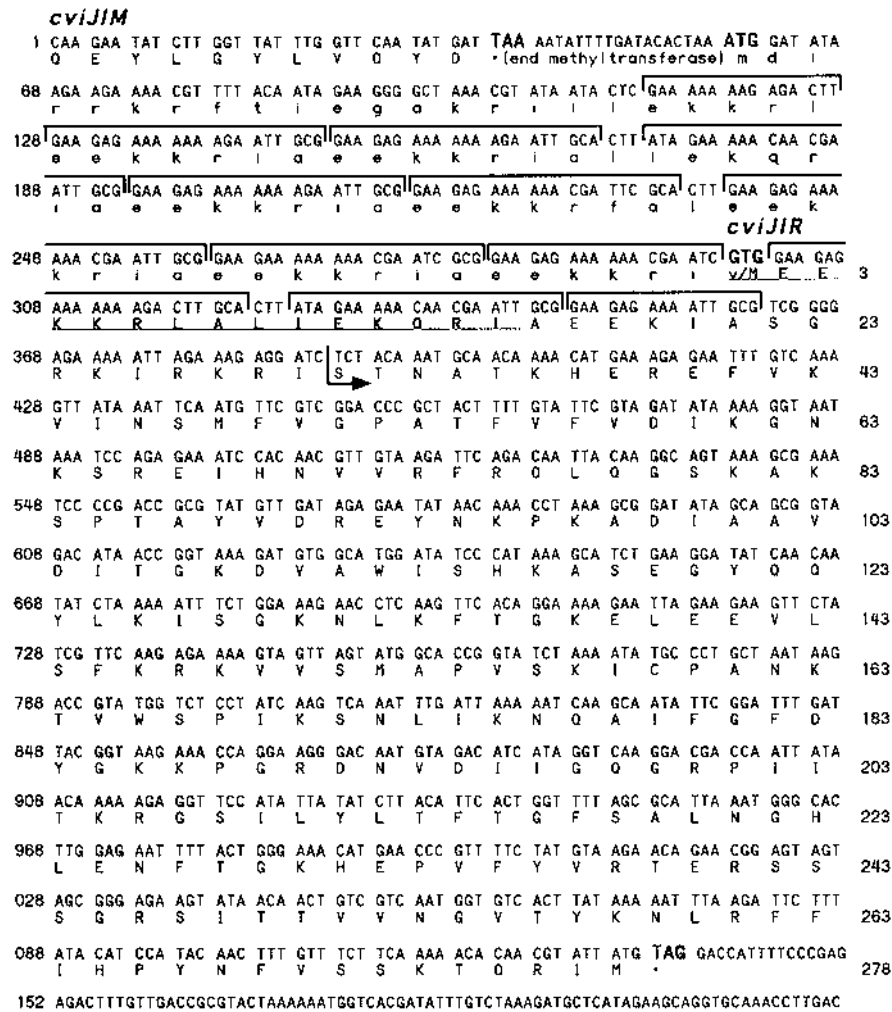 cviJIM
1 CAA GAA TAT CTT GGT TAT TTG GTT CAA TAT GAT TAA AATATTTTGATACACTAA ATG GAT ATA
Q E Y L G Y L V Q Y D · (end methyltransferase) m d i
68 AGA AGA AAA CGT TTT ACA ATA GAA GGG GCT AAA CGT ATA ATA CTC GAA AAA AAG AGA CTT
r r k r f t i e g a k r i i l e k k r l
128 GAA GAG AAA AAA AGA ATT GCG GAA GAG AAA AAA AGA ATT GCA CTT ATA GAA AAA CAA CGA
e e k k r i a e e k k r i a l i e k q r
188 ATT GCG GAA GAG AAA AAA AGA ATT GCG GAA GAG AAA AAA CGA TTC GCA CTT GAA GAG AAA
i a e e k k r i a e e k k r f a l e e k
cviJIR
248 AAA CGA ATT GCG GAA GAA AAA AAA CGA ATC GCG GAA GAG AAA AAA CGA ATC GTG GAA GAG
k r i a e e k k r i a e e k k r i v/M E E 3
308 AAA AAA AGA CTT GCA CTT ATA GAA AAA CAA CGA ATT GCG GAA GAG AAA ATT GCG TCG GGG
K K R L A L I E K Q R I A E E K I A S G 23
368 AGA AAA ATT AGA AAG AGG ATC TCT ACA AAT GCA ACA AAA CAT GAA AGA GAA TTT GTC AAA
R K I R K R I S T N A T K H E R E F V K 43
428 GTT ATA AAT TCA ATG TTC GTC GGA CCC GCT ACT TTT GTA TTC GTA GAT ATA AAA GGT AAT
V I N S M F V G P A T F V F V D I K G N 63
488 AAA TCC AGA GAA ATC CAC AAC GTT GTA AGA TTC AGA CAA TTA CAA GGC AGT AAA GCG AAA
K S R E I H N V V R F R Q L Q G S K A K 83
548 TCC CCG ACC GCG TAT GTT GAT AGA GAA TAT AAC AAA CCT AAA GCG GAT ATA GCA GCG GTA
S P T A Y V D R E Y N K P K A D I A A V 103
608 GAC ATA ACC GGT AAA GAT GTG GCA TGG ATA TCC CAT AAA GCA TCT GAA GGA TAT CAA CAA
D I T G K D V A W I S H K A S E G Y Q Q 123
668 TAT CTA AAA ATT TCT GGA AAG AAC CTC AAG TTC ACA GGA AAA GAA TTA GAA GAA GTT CTA
Y L K I S G K N L K F T G K E L E E V L 143
728 TCG TTC AAG AGA AAA GTA GTT AGT ATG GCA CCG GTA TCT AAA ATA TGC CCT GCT AAT AAG
S F K R K V V S M A P V S K I C P A N K 163
788 ACC GTA TGG TCT CCT ATC AAG TCA AAT TTG ATT AAA AAT CAA GCA ATA TTC GGA TTT GAT
T V W S P I K S N L I K N Q A I F G F D 183
848 TAC GGT AAG AAA CCA GGA AGG GAC AAT GTA GAC ATC ATA GGT CAA GGA CGA CCA ATT ATA
Y G K K P G R D N V D I I G Q G R P I I 203
908 ACA AAA AGA GGT TCC ATA TTA TAT CTT ACA TTC ACT GGT TTT AGC GCA TTA AAT GGG CAC
T K R G S I L Y L T F T G F S A L N G H 223
968 TTG GAG AAT TTT ACT GGG AAA CAT GAA CCC GTT TTC TAT GTA AGA ACA GAA CGG AGT AGT
L E N F T G K H E P V F Y V R T E R S S 243
028 AGC GGG AGA AGT ATA ACA ACT GTC GTC AAT GGT GTC ACT TAT AAA AAT TTA AGA TTC TTT
S G R S I T T V V N G V T Y K N L R F F 263
088 ATA CAT CCA TAC AAC TTT GTT TCT TCA AAA ACA CAA CGT ATT ATG TAG GACCATTTTCCCGAG
I H P Y N F V S S K T Q R I M · 278
152 AGACTTTGTTGACCGCGTACTAAAAAATGGTCACGATATTTGTCTAAAGATGCTCATAGAAGCAGGTGCAAACCTTGAC